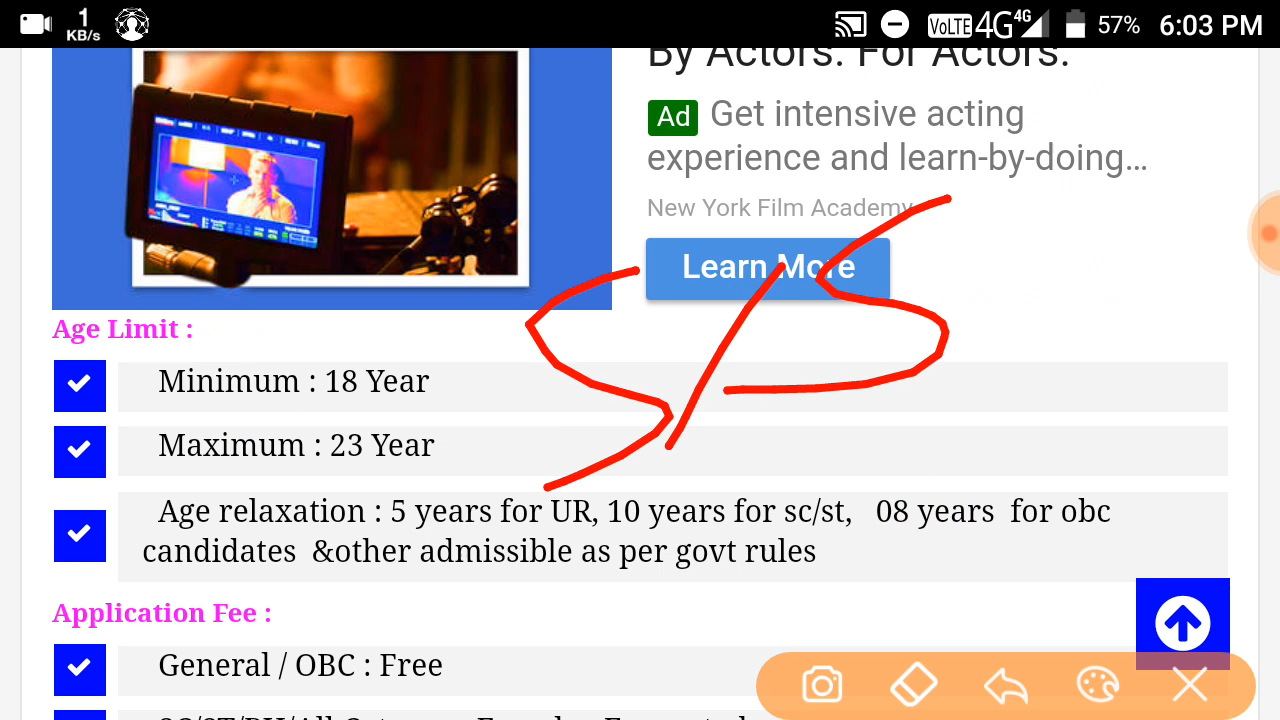 1
KB/s
VoLTE 4G 4G 57% 6:03 PM
By Actors. For Actors.
Ad Get intensive acting
experience and learn-by-doing...
New York Film Academy
Learn More
Age Limit :
Minimum : 18 Year
Maximum : 23 Year
Age relaxation : 5 years for UR, 10 years for sc/st, 08 years for obc
candidates &other admissible as per govt rules
Application Fee :
General / OBC : Free